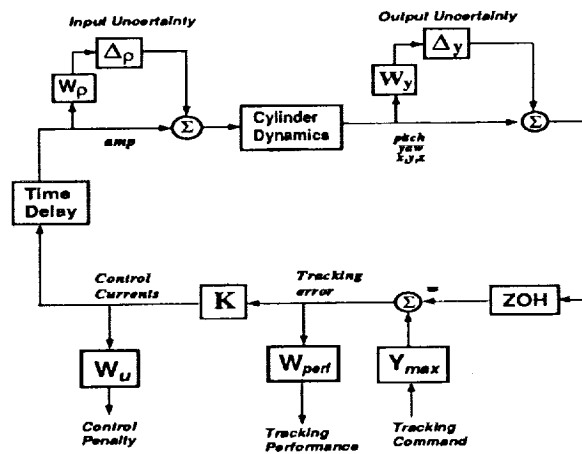 Input Uncertainty
Output Uncertainty
Δρ
Δy
Wρ
Wy
Σ
Cylinder
Dynamics
Σ
amp
pitch
yaw
x,y,z
Time
Delay
Control
Currents
K
Tracking
error
Σ
-
ZOH
Wu
Wperf
Ymax
Control
Penalty
Tracking
Performance
Tracking
Command